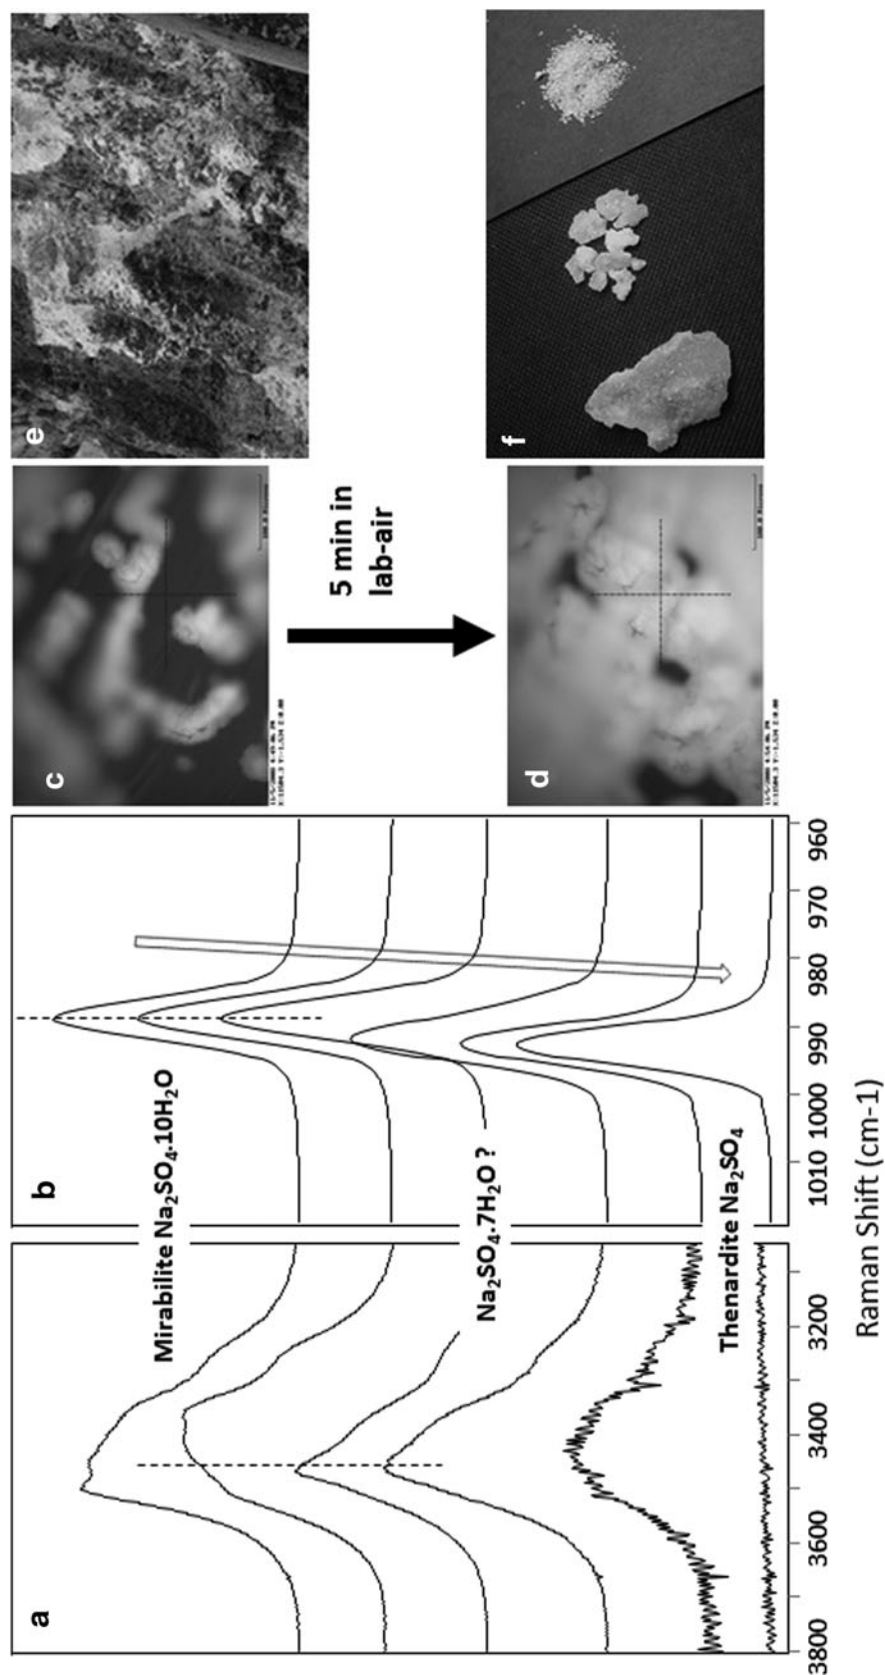 a
3800
3600
3400
3200
b
Mirabilite Na₂SO₄.10H₂O
Na₂SO₄.7H₂O ?
Thenardite Na₂SO₄
1010
1000
990
980
970
960
Raman Shift (cm-1)
c
5 min in
lab-air
d
e
f